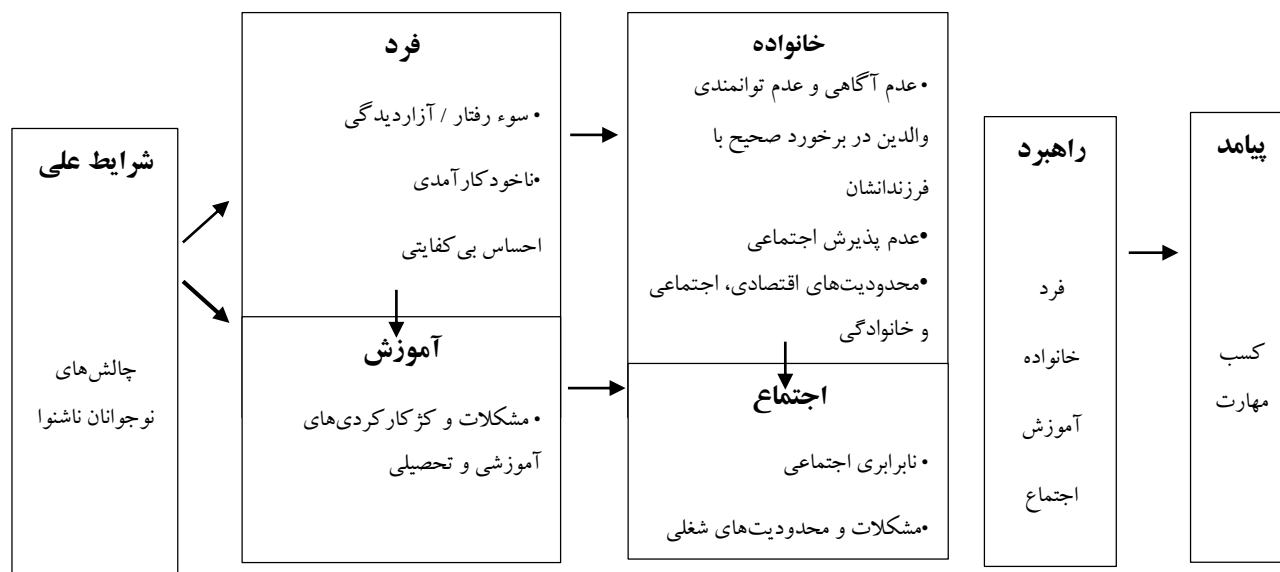 شرایط علی
چالش‌های
نوجوانان ناشنوا
فرد
• سوء رفتار / آزاردیدگی
•ناخودکارآمدی
احساس بی‌کفایتی
آموزش
• مشکلات و کژکارکردی‌های
آموزشی و تحصیلی
خانواده
• عدم آگاهی و عدم توانمندی
والدین در برخورد صحیح با
فرزندانشان
•عدم پذیرش اجتماعی
•محدودیت‌های اقتصادی، اجتماعی
و خانوادگی
اجتماع
• نابرابری اجتماعی
•مشکلات و محدودیت‌های شغلی
راهبرد
فرد
خانواده
آموزش
اجتماع
پیامد
کسب
مهارت